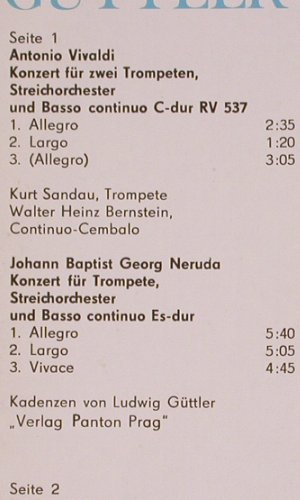 GÜTTLER
Seite 1
Antonio Vivaldi
Konzert für zwei Trompeten,
Streichorchester
und Basso continuo C-dur RV 537
1. Allegro 2:35
2. Largo 1:20
3. (Allegro) 3:05
Kurt Sandau, Trompete
Walter Heinz Bernstein,
Continuo-Cembalo
Johann Baptist Georg Neruda
Konzert für Trompete,
Streichorchester
und Basso continuo Es-dur
1. Allegro 5:40
2. Largo 5:05
3. Vivace 4:45
Kadenzen von Ludwig Güttler
„Verlag Panton Prag"
Seite 2